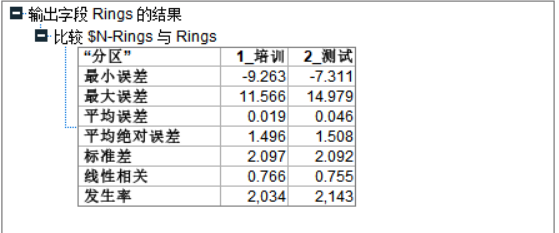 输出字段 Rings 的结果
比较 $N-Rings 与 Rings
“分区” 1_培训 2_测试
最小误差 -9.263 -7.311
最大误差 11.566 14.979
平均误差 0.019 0.046
平均绝对误差 1.496 1.508
标准差 2.097 2.092
线性相关 0.766 0.755
发生率 2,034 2,143